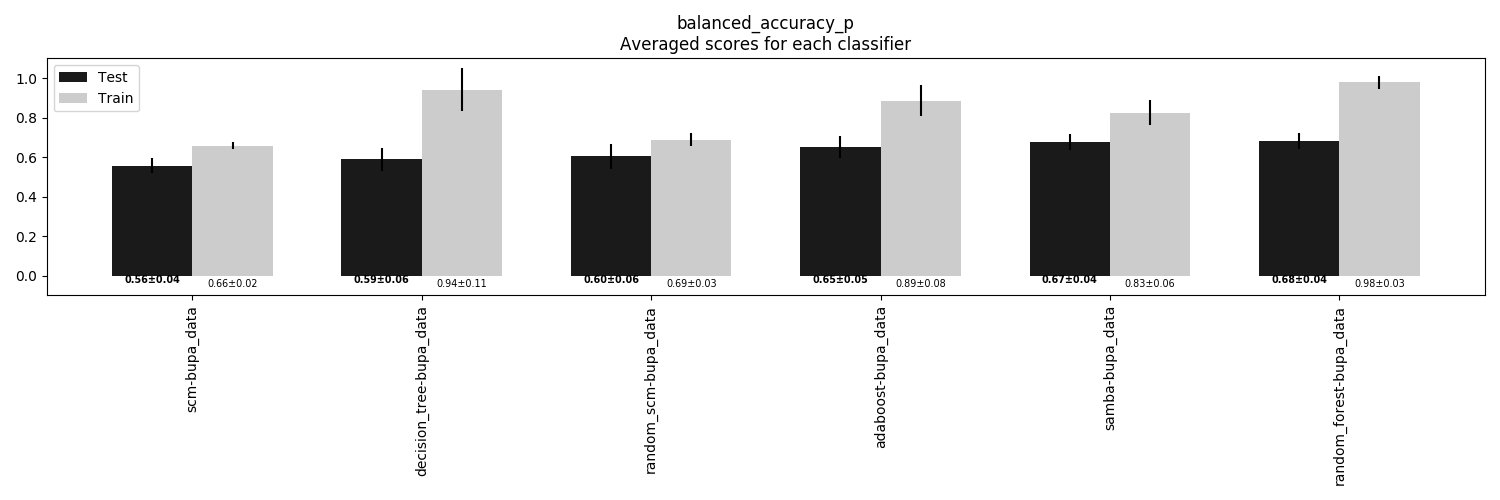 balanced_accuracy_p
Averaged scores for each classifier
Test
Train
1.0
0.8
0.6
0.4
0.2
0.0
0.56±0.04
0.66±0.02
0.59±0.06
0.94±0.11
0.60±0.06
0.69±0.03
0.65±0.05
0.89±0.08
0.67±0.04
0.83±0.06
0.68±0.04
0.98±0.03
scm-bupa_data
decision_tree-bupa_data
random_scm-bupa_data
adaboost-bupa_data
samba-bupa_data
random_forest-bupa_data